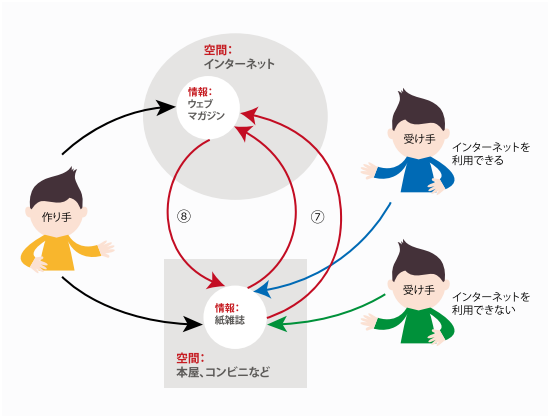 空間：
インターネット
情報：
ウェブ
マガジン
受け手
インターネットを
利用できる
作り手
⑧
⑦
受け手
インターネットを
利用できない
情報：
紙雑誌
空間：
本屋、コンビニなど